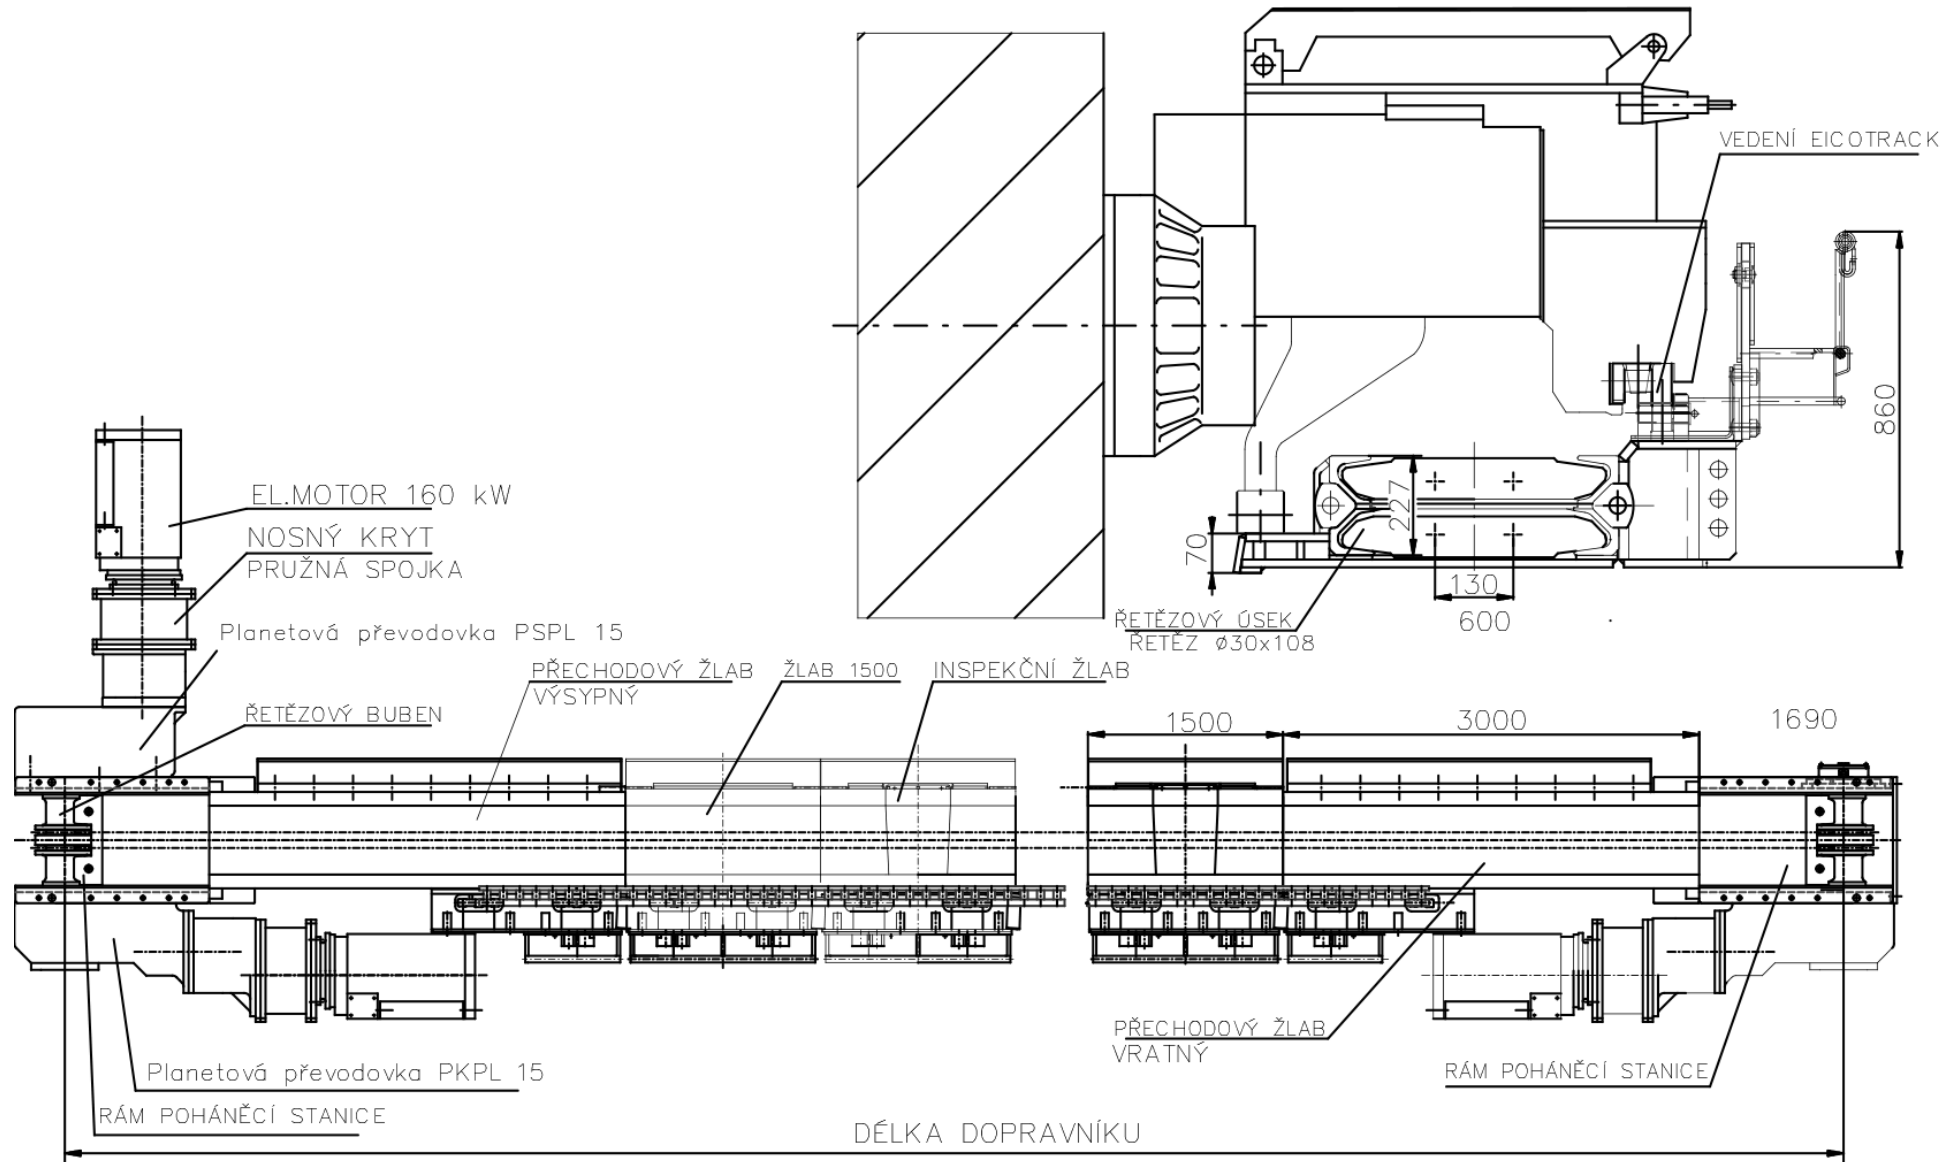 VEDENÍ EICOTRACK
860
227
70
130
600
ŘETĚZOVÝ ÚSEK
ŘETĚZ ø30x108
EL.MOTOR 160 kW
NOSNÝ KRYT
PRUŽNÁ SPOJKA
Planetová převodovka PSPL 15
PŘECHODOVÝ ŽLAB
VÝSYPNÝ
ŽLAB 1500
INSPEKČNÍ ŽLAB
ŘETĚZOVÝ BUBEN
1500
3000
1690
PŘECHODOVÝ ŽLAB
VRATNÝ
RÁM POHÁNĚCÍ STANICE
Planetová převodovka PKPL 15
RÁM POHÁNĚCÍ STANICE
DÉLKA DOPRAVNÍKU